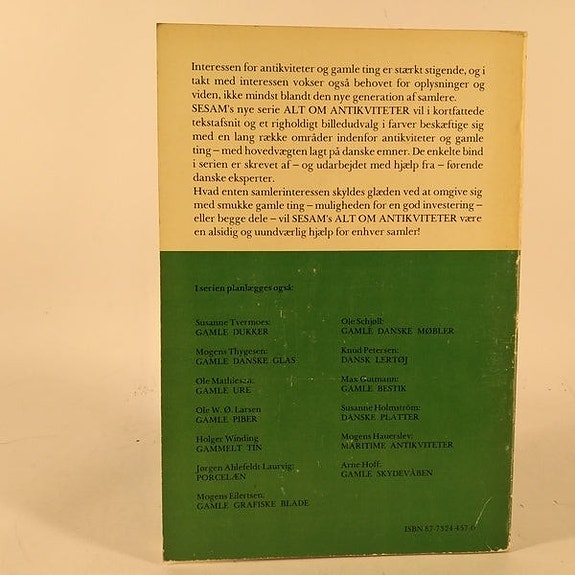 Interessen for antikviteter og gamle ting er stærkt stigende, og i
takt med interessen vokser også behovet for oplysninger og
viden, ikke mindst blandt den nye generation af samlere.
SESAM's nye serie ALT OM ANTIKVITETER vil i kortfattede
tekstafsnit og et righoldigt billedudvalg i farver beskæftige sig
med en lang række områder indenfor antikviteter og gamle
ting – med hovedvægten lagt på danske emner. De enkelte bind
i serien er skrevet af – og udarbejdet med hjælp fra – førende
danske eksperter.
Hvad enten samlerinteressen skyldes glæden ved at omgive sig
med smukke gamle ting – muligheden for en god investering –
eller begge dele – vil SESAM's ALT OM ANTIKVITETER være
en alsidig og uundværlig hjælp for enhver samler!
I serien planlægges også:
Susanne Tvermoes:
GAMLE DUKKER
Mogens Thygesen:
GAMLE DANSKE GLAS
Ole Mathiesen:
GAMLE URE
Ole W. Ø. Larsen
GAMLE PIBER
Holger Winding
GAMMELT TIN
Jørgen Ahlefeldt-Laurvig:
PORCELÆN
Mogens Eilertsen:
GAMLE GRAFISKE BLADE
Ole Schjøll:
GAMLE DANSKE MØBLER
Knud Petersen:
DANSK LERTØJ
Max Gutmann:
GAMLE BESTIK
Susanne Holmström:
DANSKE PLATTER
Mogens Hauerslev:
MARITIME ANTIKVITETER
Arne Hoff:
GAMLE SKYDEVÅBEN
ISBN 87-7324-457-6